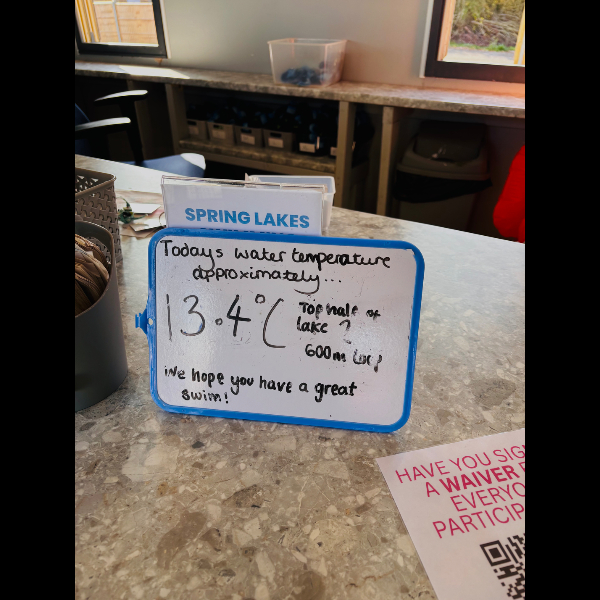 SPRING LAKES
Todays water temperature
approximately...
13.4°C
Top half of
lake
600m
We hope you have a great
swim!
HAVE YOU SIG
A WAIVER
EVERYO
PARTICIP